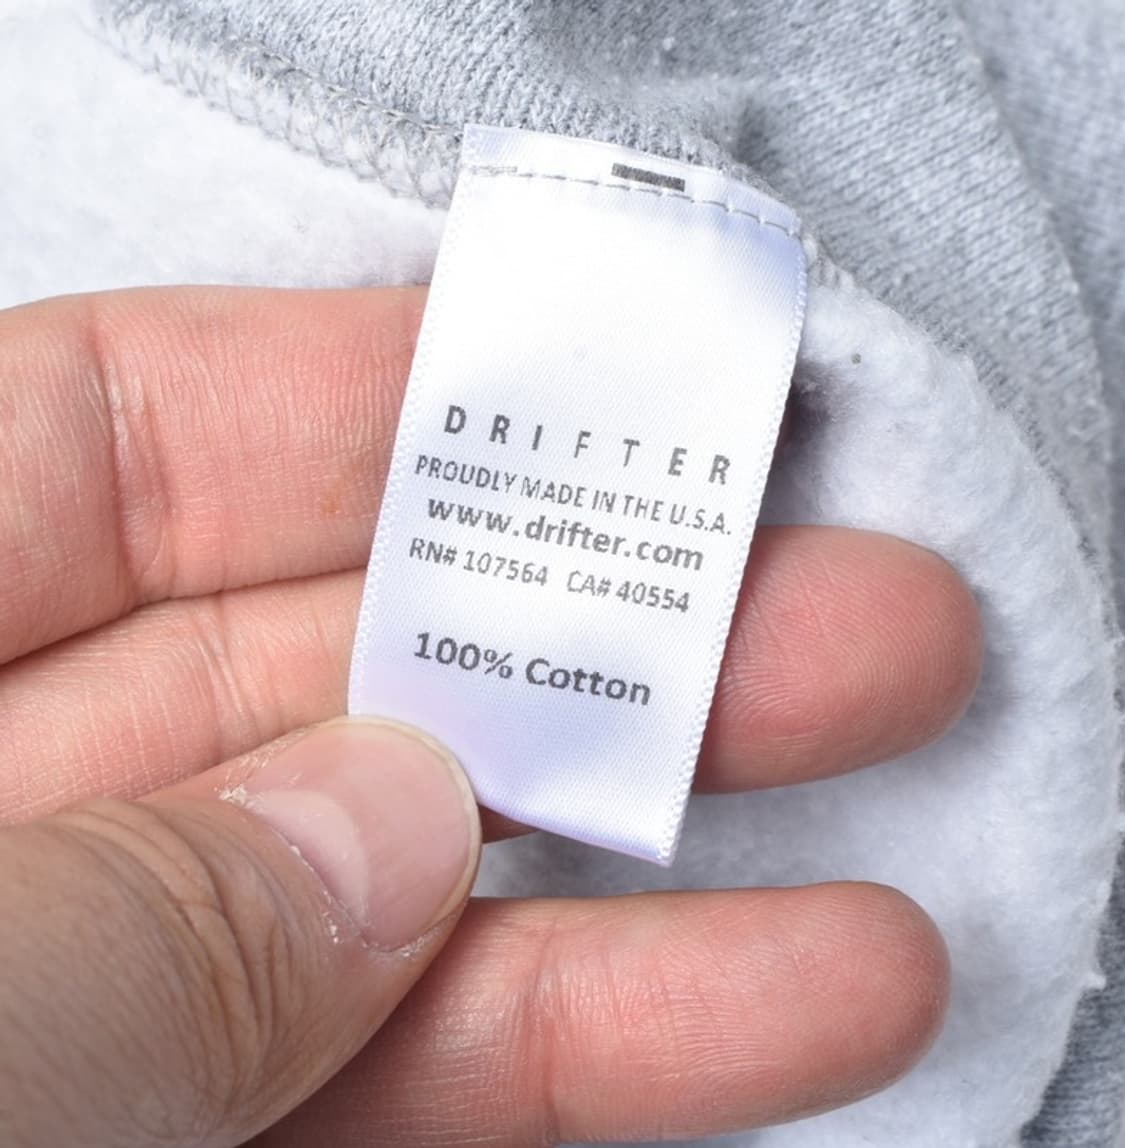 DRIFTER
PROUDLY MADE IN THE U.S.A.
www.drifter.com
RN# 107564 CA# 40554
100% Cotton